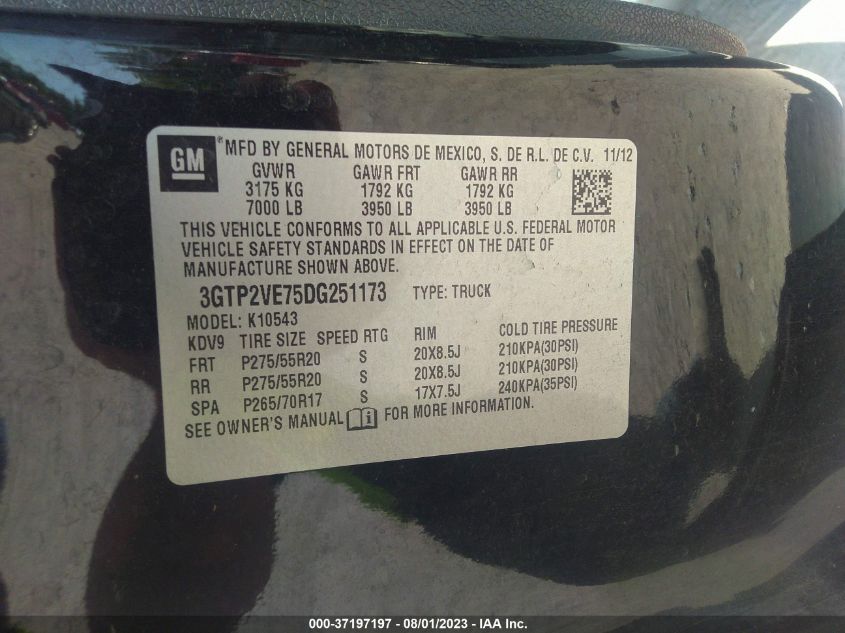 GM ® MFD BY GENERAL MOTORS DE MEXICO, S. DE R.L. DE C.V. 11/12
GVWR GAWR FRT GAWR RR
3175 KG 1792 KG 1792 KG
7000 LB 3950 LB 3950 LB
THIS VEHICLE CONFORMS TO ALL APPLICABLE U.S. FEDERAL MOTOR
VEHICLE SAFETY STANDARDS IN EFFECT ON THE DATE OF
MANUFACTURE SHOWN ABOVE.
3GTP2VE75DG251173 TYPE: TRUCK
MODEL: K10543
KDV9 TIRE SIZE SPEED RTG RIM COLD TIRE PRESSURE
FRT P275/55R20 S 20X8.5J 210KPA(30PSI)
RR P275/55R20 S 20X8.5J 210KPA(30PSI)
SPA P265/70R17 S 17X7.5J 240KPA(35PSI)
SEE OWNER'S MANUAL i FOR MORE INFORMATION.
000-37197197 - 08/01/2023 - IAA Inc.